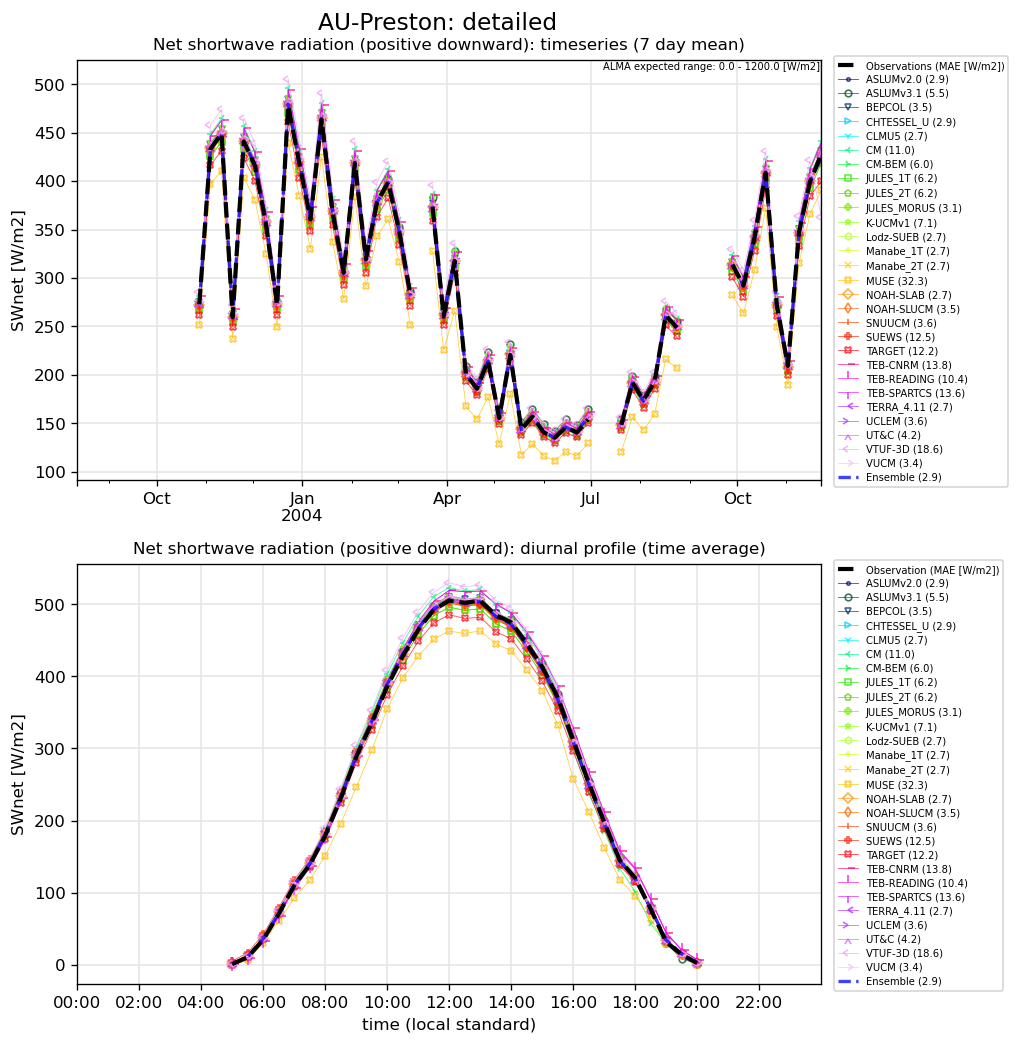 AU-Preston: detailed
Net shortwave radiation (positive downward): timeseries (7 day mean)
ALMA expected range: 0.0 - 1200.0 [W/m2]
SWnet [W/m2]
500
450
400
350
300
250
200
150
100
Oct
Jan
2004
Apr
Jul
Oct
Observations (MAE [W/m2])
ASLUMv2.0 (2.9)
ASLUMv3.1 (5.5)
BEPCOL (3.5)
CHTESSEL_U (2.9)
CLMU5 (2.7)
CM (11.0)
CM-BEM (6.0)
JULES_1T (6.2)
JULES_2T (6.2)
JULES_MORUS (3.1)
K-UCMv1 (7.1)
Lodz-SUEB (2.7)
Manabe_1T (2.7)
Manabe_2T (2.7)
MUSE (32.3)
NOAH-SLAB (2.7)
NOAH-SLUCM (3.5)
SNUUCM (3.6)
SUEWS (12.5)
TARGET (12.2)
TEB-CNRM (13.8)
TEB-READING (10.4)
TEB-SPARTCS (13.6)
TERRA_4.11 (2.7)
UCLEM (3.6)
UT&C (4.2)
VTUF-3D (18.6)
VUCM (3.4)
Ensemble (2.9)
Net shortwave radiation (positive downward): diurnal profile (time average)
SWnet [W/m2]
500
400
300
200
100
0
00:00
02:00
04:00
06:00
08:00
10:00
12:00
14:00
16:00
18:00
20:00
22:00
time (local standard)
Observation (MAE [W/m2])
ASLUMv2.0 (2.9)
ASLUMv3.1 (5.5)
BEPCOL (3.5)
CHTESSEL_U (2.9)
CLMU5 (2.7)
CM (11.0)
CM-BEM (6.0)
JULES_1T (6.2)
JULES_2T (6.2)
JULES_MORUS (3.1)
K-UCMv1 (7.1)
Lodz-SUEB (2.7)
Manabe_1T (2.7)
Manabe_2T (2.7)
MUSE (32.3)
NOAH-SLAB (2.7)
NOAH-SLUCM (3.5)
SNUUCM (3.6)
SUEWS (12.5)
TARGET (12.2)
TEB-CNRM (13.8)
TEB-READING (10.4)
TEB-SPARTCS (13.6)
TERRA_4.11 (2.7)
UCLEM (3.6)
UT&C (4.2)
VTUF-3D (18.6)
VUCM (3.4)
Ensemble (2.9)